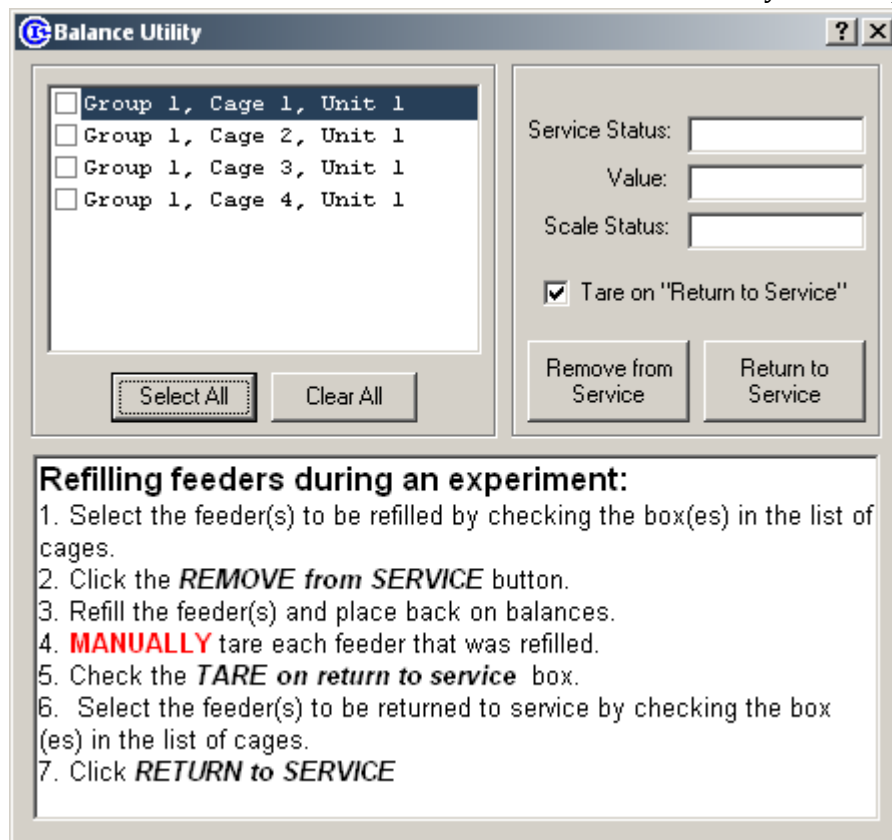 Balance Utility
Group 1, Cage 1, Unit 1
Group 1, Cage 2, Unit 1
Group 1, Cage 3, Unit 1
Group 1, Cage 4, Unit 1
Select All
Clear All
Service Status:
Value:
Scale Status:
Tare on "Return to Service"
Remove from
Service
Return to
Service
Refilling feeders during an experiment:
1. Select the feeder(s) to be refilled by checking the box(es) in the list of
cages.
2. Click the REMOVE from SERVICE button.
3. Refill the feeder(s) and place back on balances.
4. MANUALLY tare each feeder that was refilled.
5. Check the TARE on return to service box.
6. Select the feeder(s) to be returned to service by checking the box
(es) in the list of cages.
7. Click RETURN to SERVICE